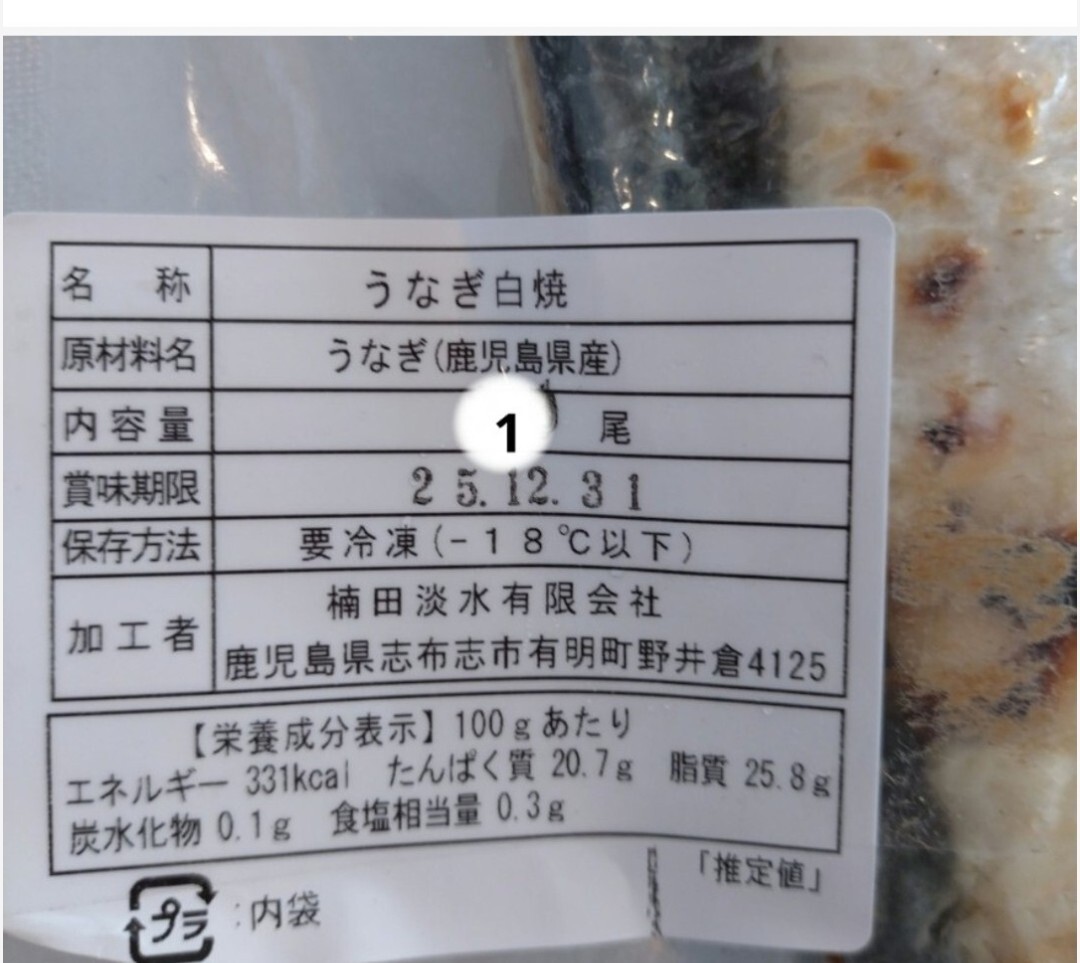 名称 うなぎ白焼
原材料名 うなぎ(鹿児島県産)
内容量 1 尾
賞味期限 25.12.31
保存方法 要冷凍(-18℃以下)
加工者 楠田淡水有限会社
鹿児島県志布志市有明町野井倉4125
【栄養成分表示】100gあたり
エネルギー 331kcal たんぱく質 20.7g 脂質 25.8g
炭水化物 0.1g 食塩相当量 0.3g
「推定値」
プラ :内袋